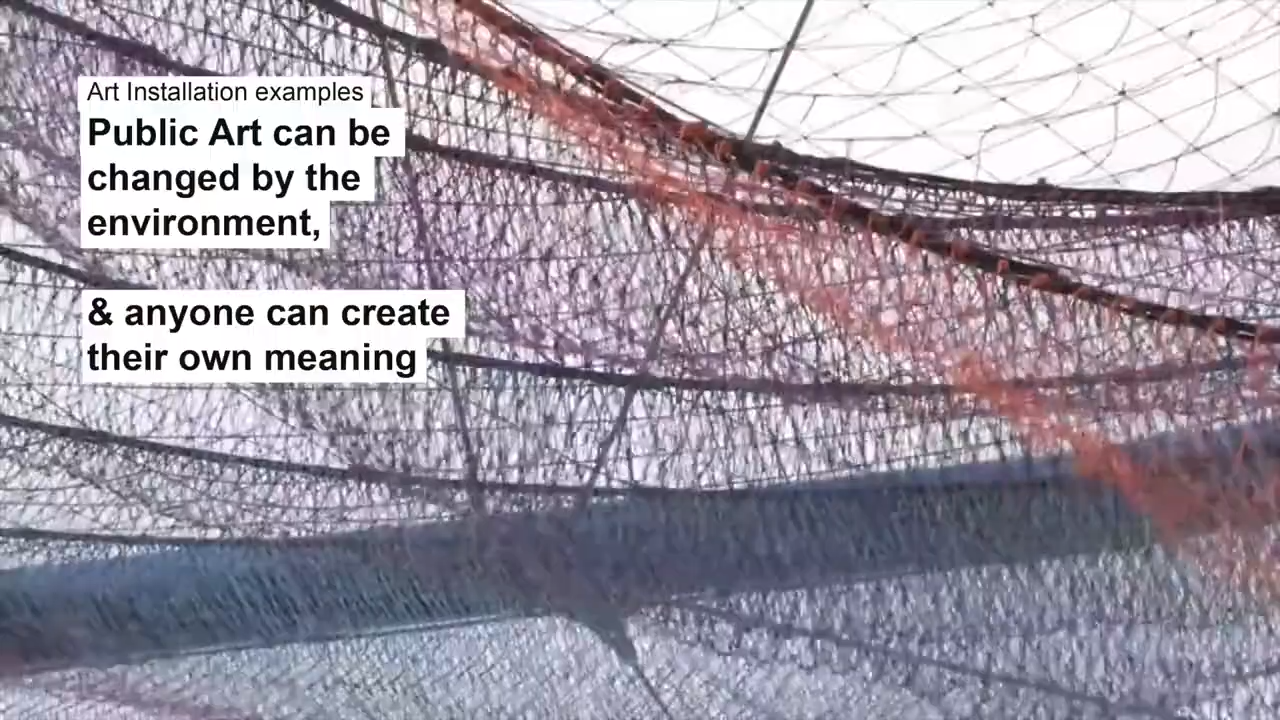 Art Installation examples
Public Art can be
changed by the
environment,
& anyone can create
their own meaning